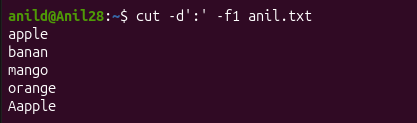 anild@Anil28:~$ cut -d':' -f1 anil.txt
apple
banan
mango
orange
Aapple